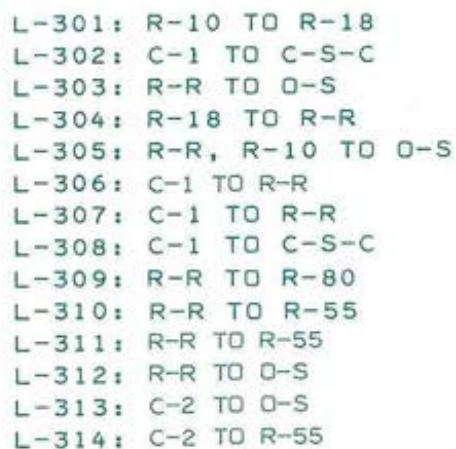 L-301: R-10 TO R-18
L-302: C-1 TO C-S-C
L-303: R-R TO O-S
L-304: R-18 TO R-R
L-305: R-R, R-10 TO O-S
L-306: C-1 TO R-R
L-307: C-1 TO R-R
L-308: C-1 TO C-S-C
L-309: R-R TO R-80
L-310: R-R TO R-55
L-311: R-R TO R-55
L-312: R-R TO O-S
L-313: C-2 TO O-S
L-314: C-2 TO R-55